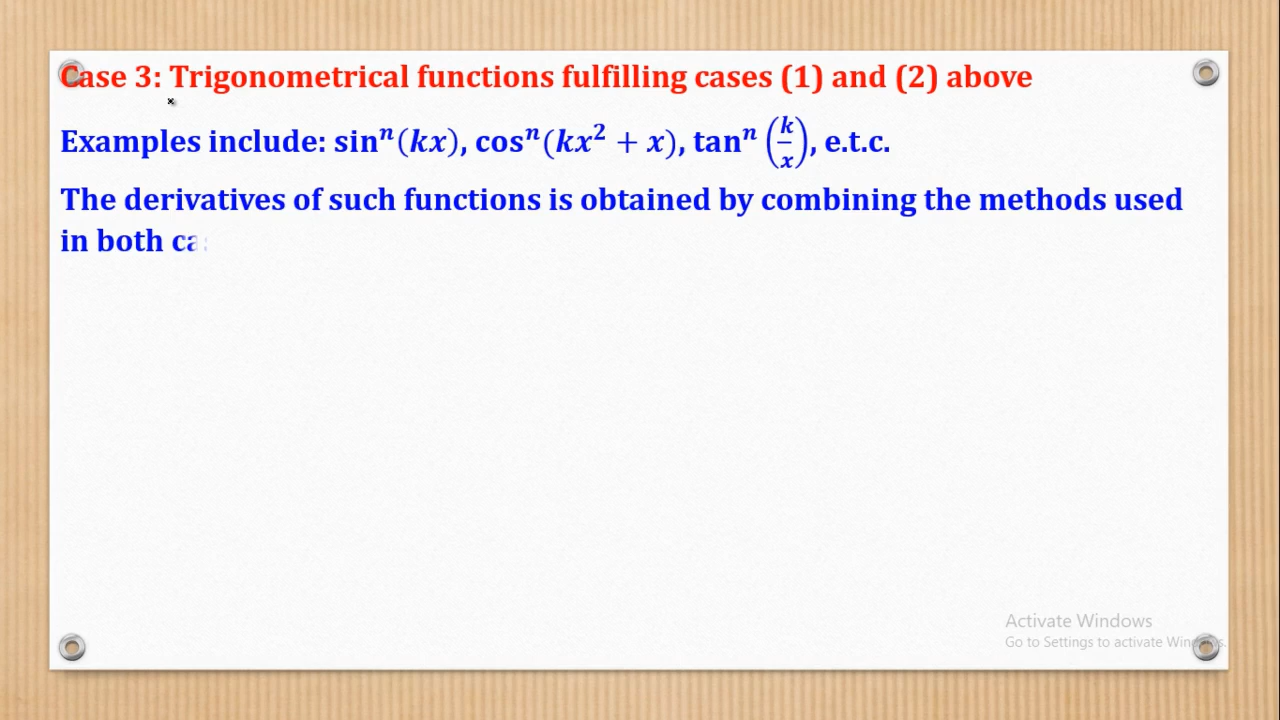 Case 3: Trigonometrical functions fulfilling cases (1) and (2) above
Examples include: sinⁿ(kx), cosⁿ(kx² + x), tanⁿ(k/x), e.t.c.
The derivatives of such functions is obtained by combining the methods used
in both
Activate Windows
Go to Settings to activate Windows.